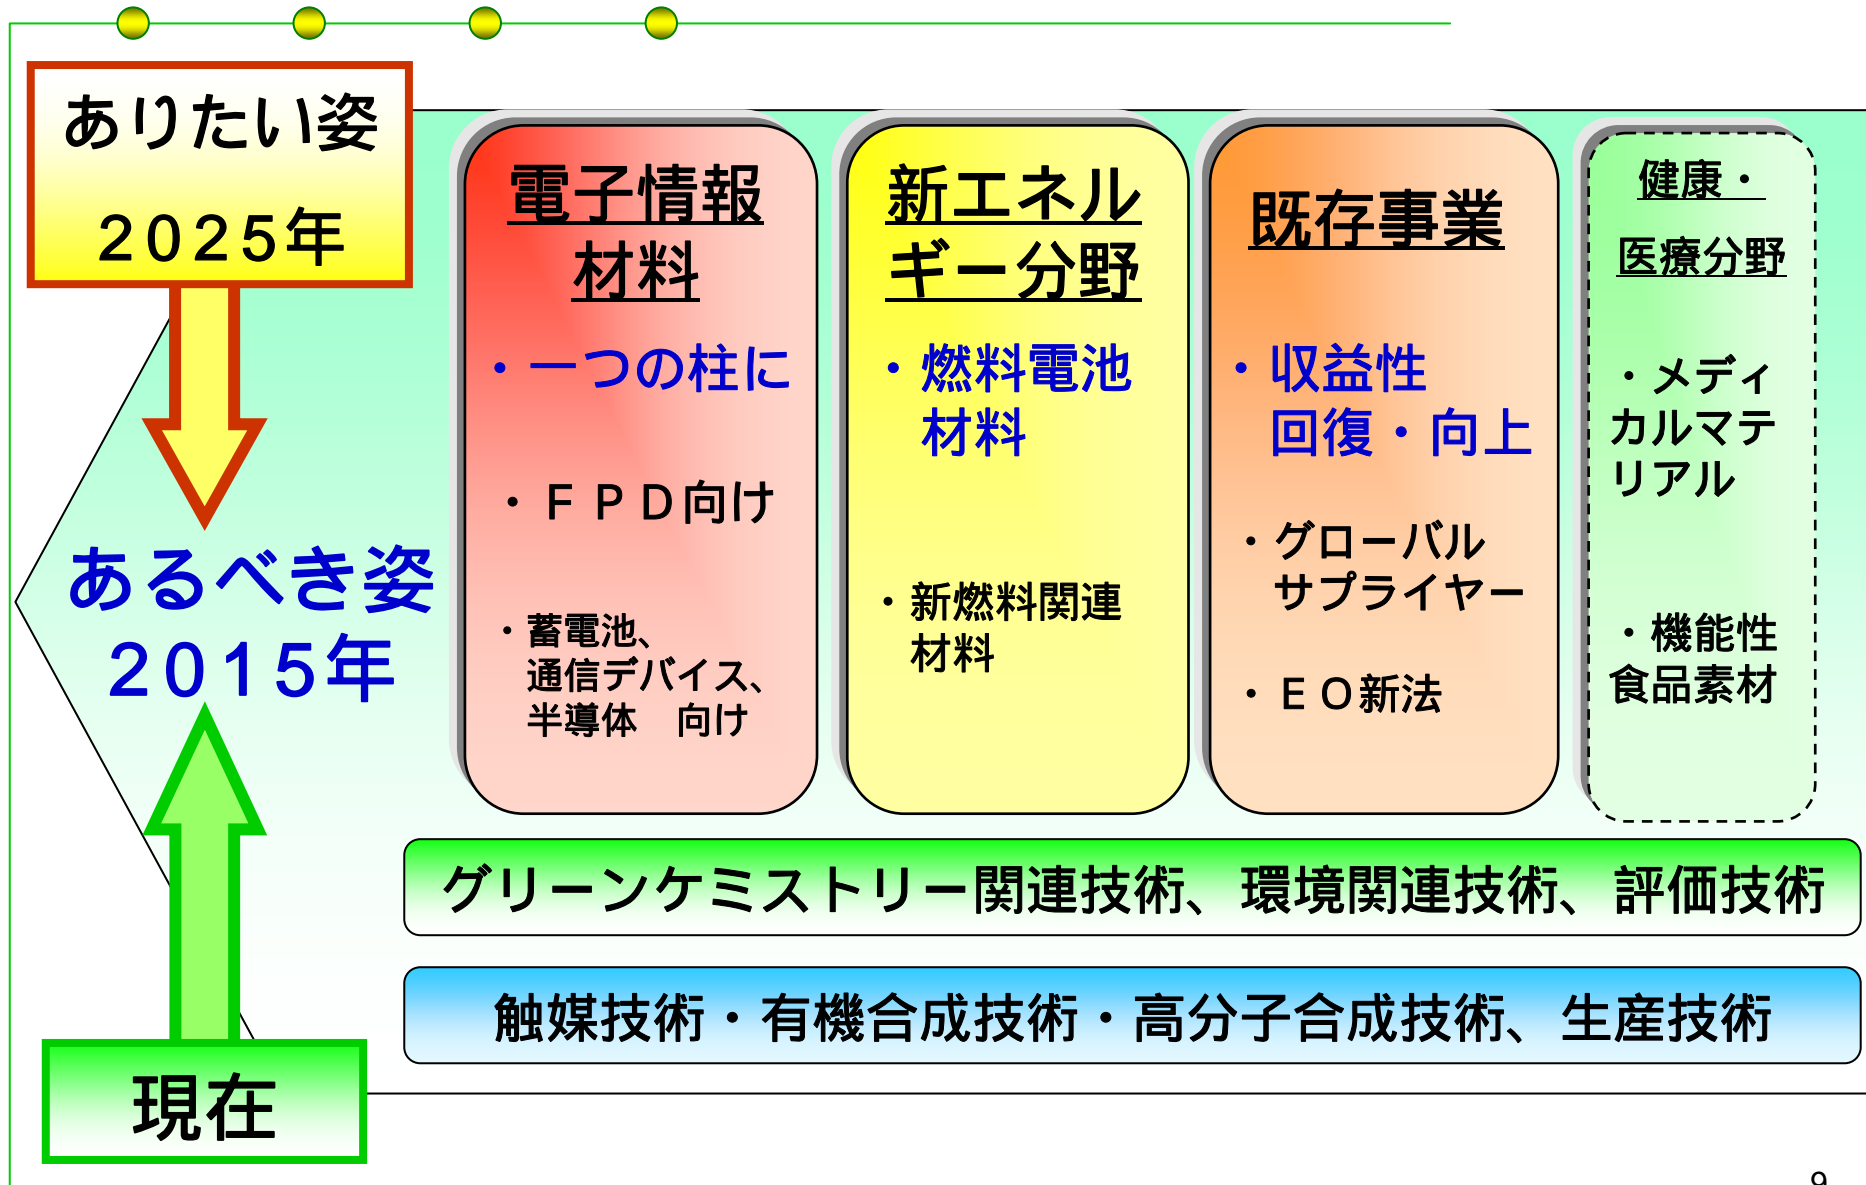 ありたい姿
２０２５年
あるべき姿
２０１５年
現在
電子情報
材料
・一つの柱に
・ＦＰＤ向け
・蓄電池、
通信デバイス、
半導体　向け
新エネル
ギー分野
・燃料電池
材料
・新燃料関連
材料
既存事業
・収益性
回復・向上
・グローバル
サプライヤー
・ＥＯ新法
健康・
医療分野
・メディ
カルマテ
リアル
・機能性
食品素材
グリーンケミストリー関連技術、環境関連技術、評価技術
触媒技術・有機合成技術・高分子合成技術、生産技術
9